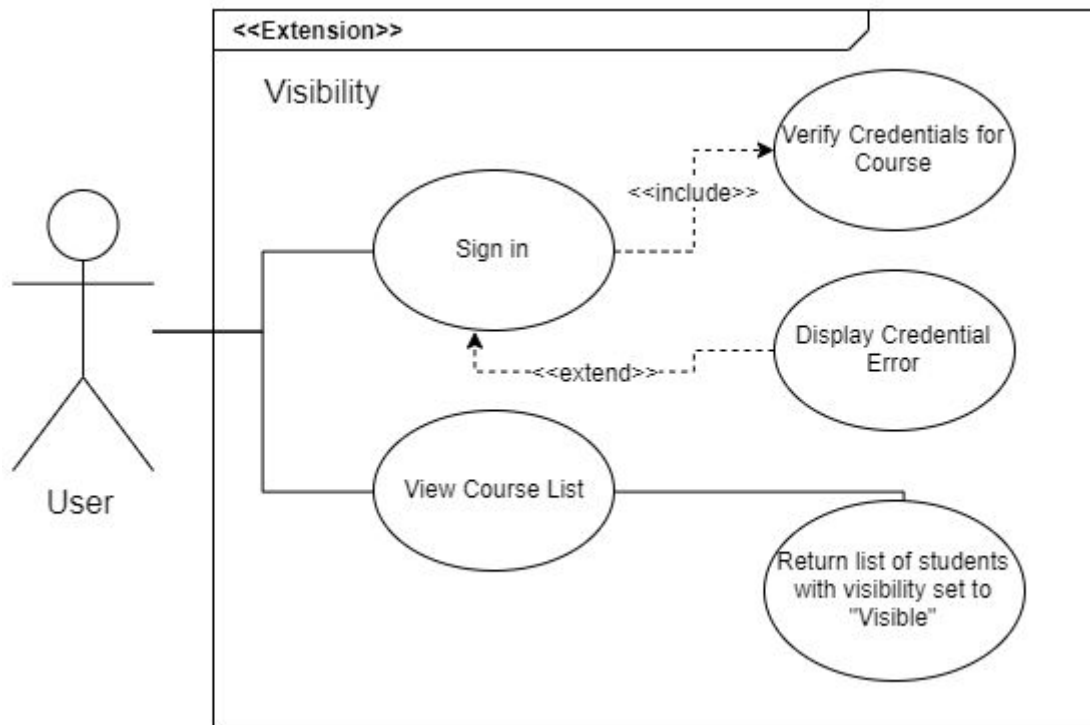 <<Extension>>
Visibility
Verify Credentials for
Course
<<include>>
Sign in
Display Credential
Error
<<extend>>
View Course List
User
Return list of students
with visibility set to
"Visible"